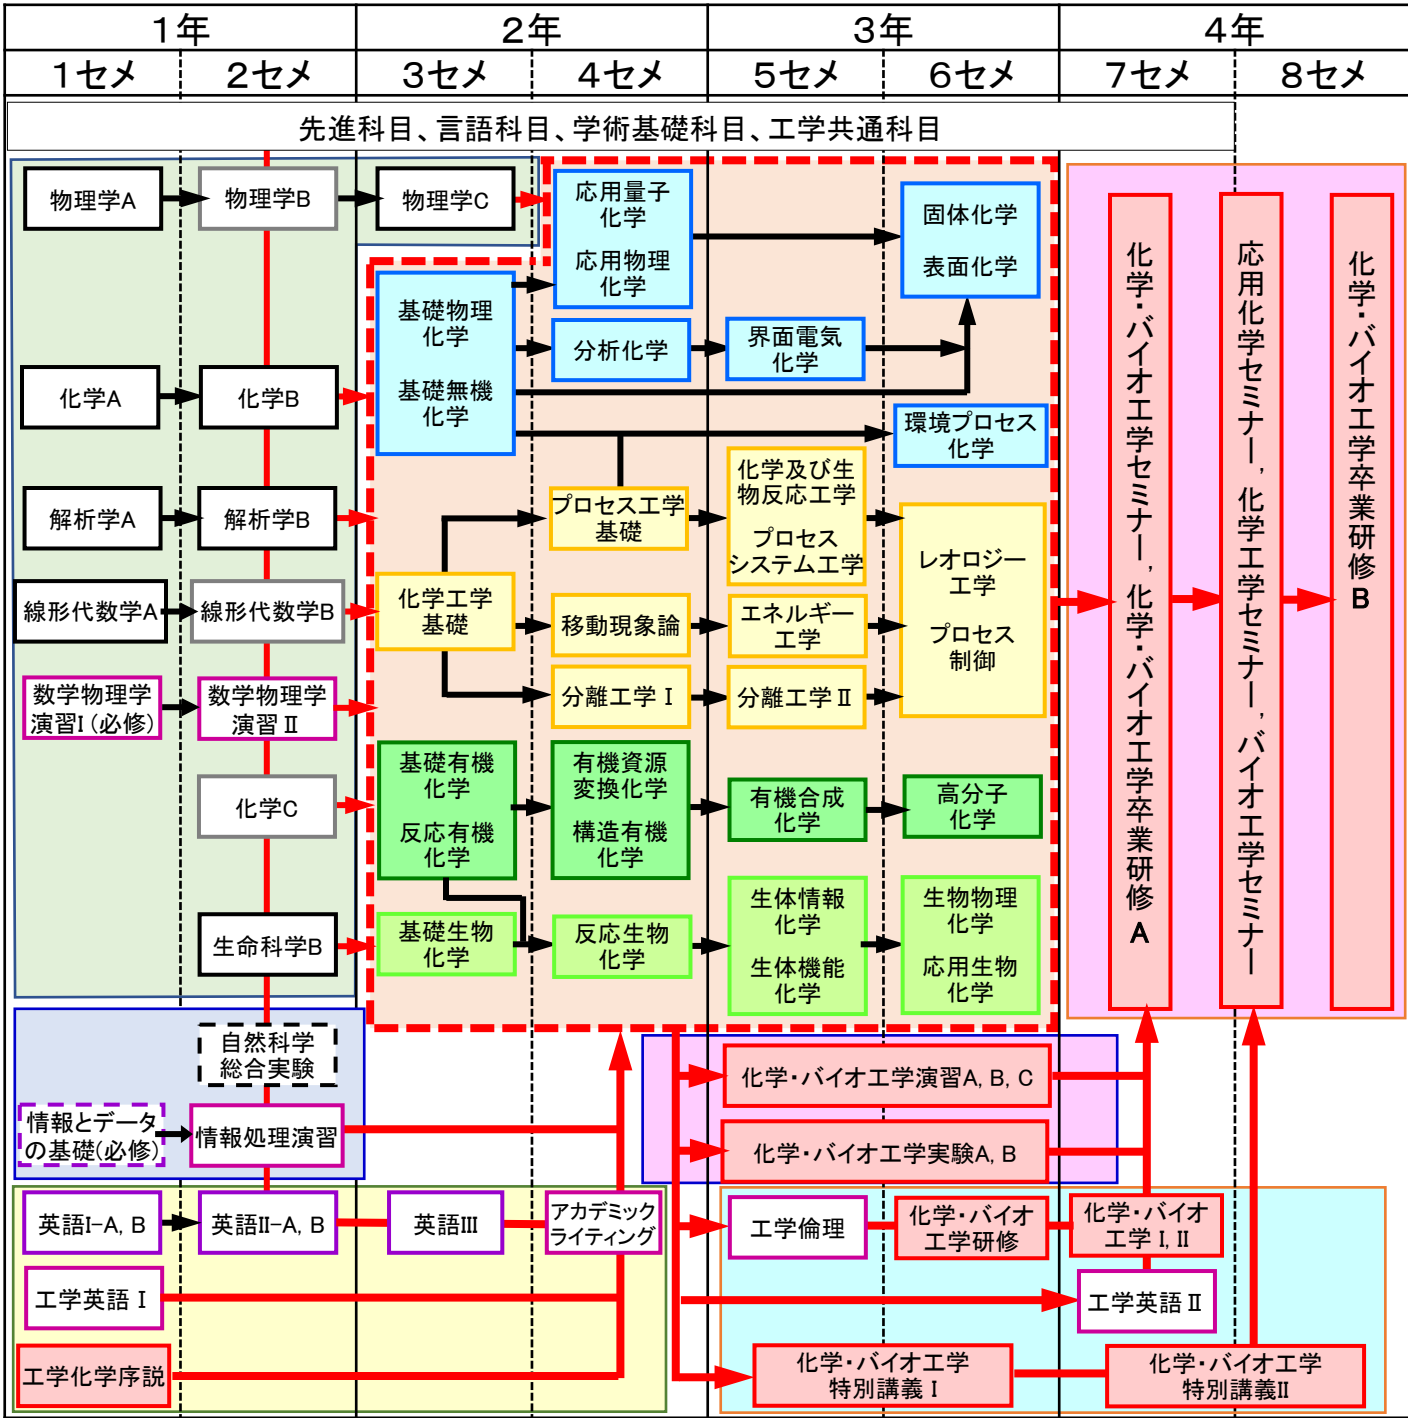 1年
2年
3年
4年
1セメ
2セメ
3セメ
4セメ
5セメ
6セメ
7セメ
8セメ
先進科目、言語科目、学術基礎科目、工学共通科目
物理学A
物理学B
物理学C
応用量子
化学
応用物理
化学
固体化学
表面化学
基礎物理
化学
基礎無機
化学
分析化学
界面電気
化学
化学A
化学B
環境プロセス
化学
解析学A
解析学B
プロセス工学
基礎
化学及び生
物反応工学
プロセス
システム工学
レオロジー
工学
プロセス
制御
線形代数学A
線形代数学B
化学工学
基礎
移動現象論
エネルギー
工学
数学物理学
演習I(必修)
数学物理学
演習Ⅱ
分離工学Ⅰ
分離工学Ⅱ
化学C
基礎有機
化学
反応有機
化学
有機資源
変換化学
構造有機
化学
有機合成
化学
高分子
化学
生命科学B
基礎生物
化学
反応生物
化学
生体情報
化学
生体機能
化学
生物物理
化学
応用生物
化学
化学・バイオ工学セミナー, 化学・バイオ工学卒業研修A
応用化学セミナー, 化学工学セミナー, バイオ工学セミナー
化学・バイオ工学卒業研修B
自然科学
総合実験
情報とデータ
の基礎(必修)
情報処理演習
化学・バイオ工学演習A, B, C
化学・バイオ工学実験A, B
英語I-A, B
英語II-A, B
英語III
アカデミック
ライティング
工学倫理
化学・バイオ
工学研修
化学・バイオ
工学Ⅰ,Ⅱ
工学英語Ⅰ
工学英語Ⅱ
工学化学序説
化学・バイオ工学
特別講義Ⅰ
化学・バイオ工学
特別講義II